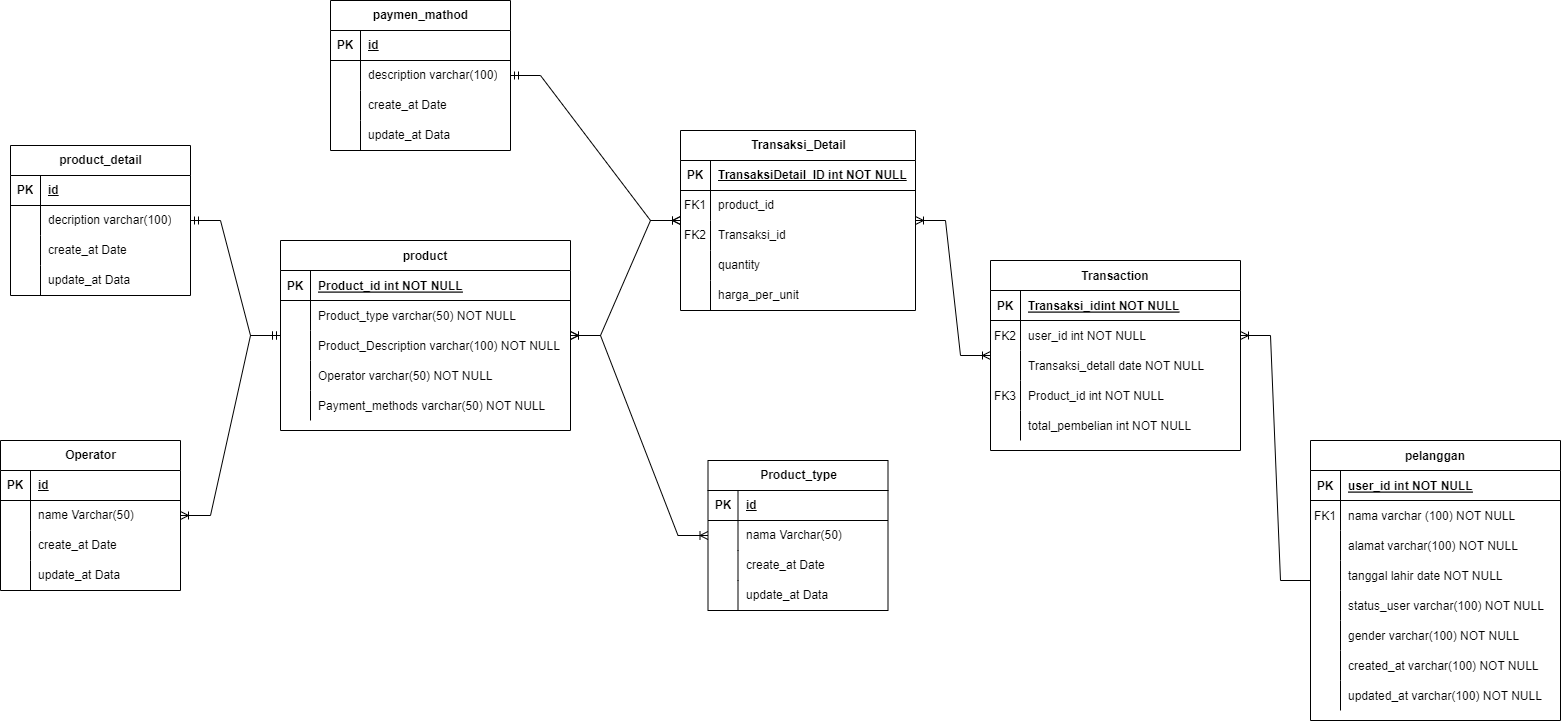 paymen_mathod
PK id
description varchar(100)
create_at Date
update_at Data
product_detail
PK id
decription varchar(100)
create_at Date
update_at Data
Operator
PK id
name Varchar(50)
create_at Date
update_at Data
product
PK Product_id int NOT NULL
Product_type varchar(50) NOT NULL
Product_Description varchar(100) NOT NULL
Operator varchar(50) NOT NULL
Payment_methods varchar(50) NOT NULL
Transaksi_Detail
PK TransaksiDetail_ID int NOT NULL
FK1 product_id
FK2 Transaksi_id
quantity
harga_per_unit
Product_type
PK id
nama Varchar(50)
create_at Date
update_at Data
Transaction
PK Transaksi_idint NOT NULL
FK2 user_id int NOT NULL
Transaksi_detall date NOT NULL
FK3 Product_id int NOT NULL
total_pembelian int NOT NULL
pelanggan
PK user_id int NOT NULL
FK1 nama varchar (100) NOT NULL
alamat varchar(100) NOT NULL
tanggal lahir date NOT NULL
status_user varchar(100) NOT NULL
gender varchar(100) NOT NULL
created_at varchar(100) NOT NULL
updated_at varchar(100) NOT NULL